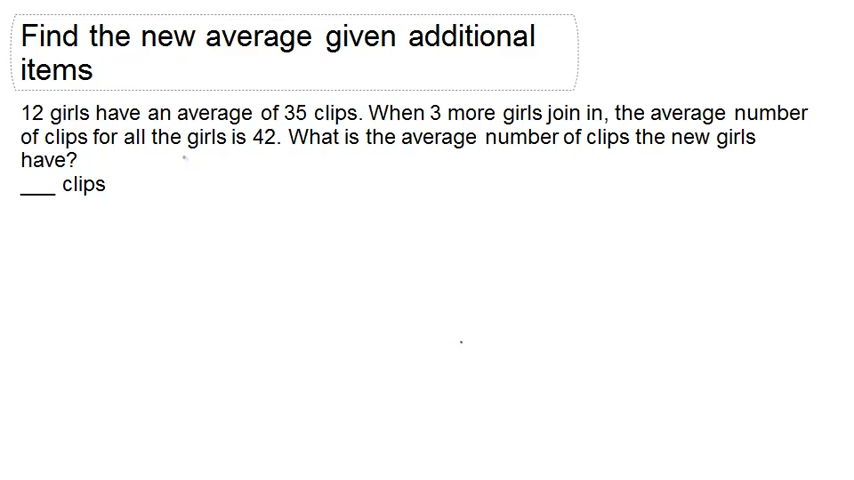 Find the new average given additional
items
12 girls have an average of 35 clips. When 3 more girls join in, the average number
of clips for all the girls is 42. What is the average number of clips the new girls
have?
___ clips